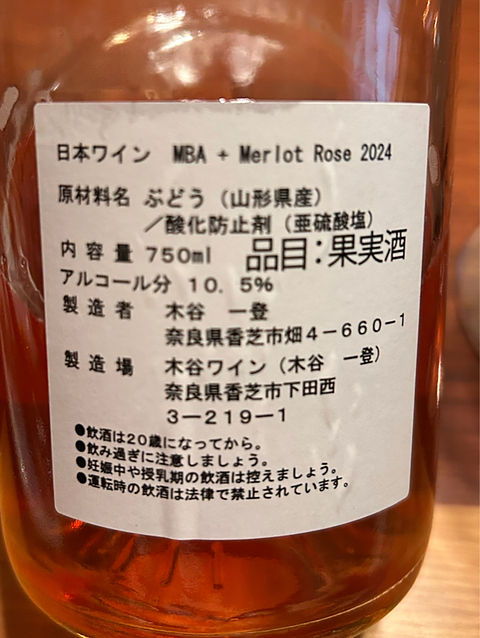 日本ワイン MBA + Merlot Rose 2024
原材料名 ぶどう（山形県産）
／酸化防止剤（亜硫酸塩）
内容量 750ml 品目：果実酒
アルコール分 10．5％
製造者 木谷 一登
奈良県香芝市畑４－６６０－１
製造場 木谷ワイン（木谷 一登）
奈良県香芝市下田西
３－２１９－１
●飲酒は20歳になってから。
●飲み過ぎに注意しましょう。
●妊娠中や授乳期の飲酒は控えましょう。
●運転時の飲酒は法律で禁止されています。